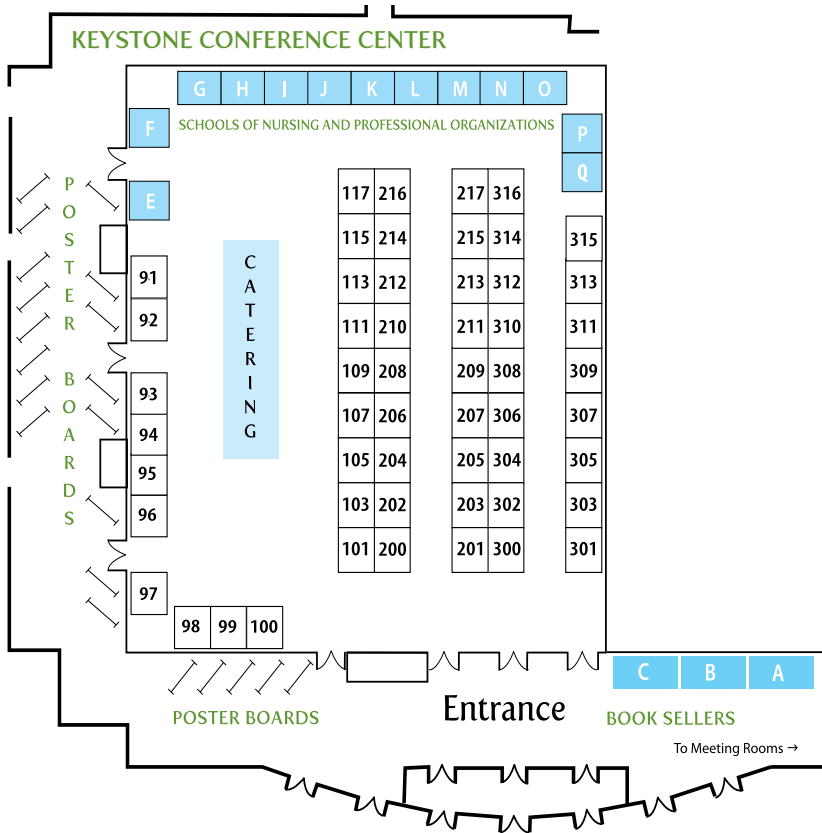 KEYSTONE CONFERENCE CENTER
G H I J K L M N O
SCHOOLS OF NURSING AND PROFESSIONAL ORGANIZATIONS
F
P
Q
E
POSTER BOARDS
CATERING
117 216 217 316
115 214 215 314 315
91 113 212 213 312 313
92 111 210 211 310 311
93 109 208 209 308 309
94 107 206 207 306 307
95 105 204 205 304 305
96 103 202 203 302 303
101 200 201 300 301
97
98 99 100
C B A
Entrance
POSTER BOARDS
BOOK SELLERS
To Meeting Rooms →